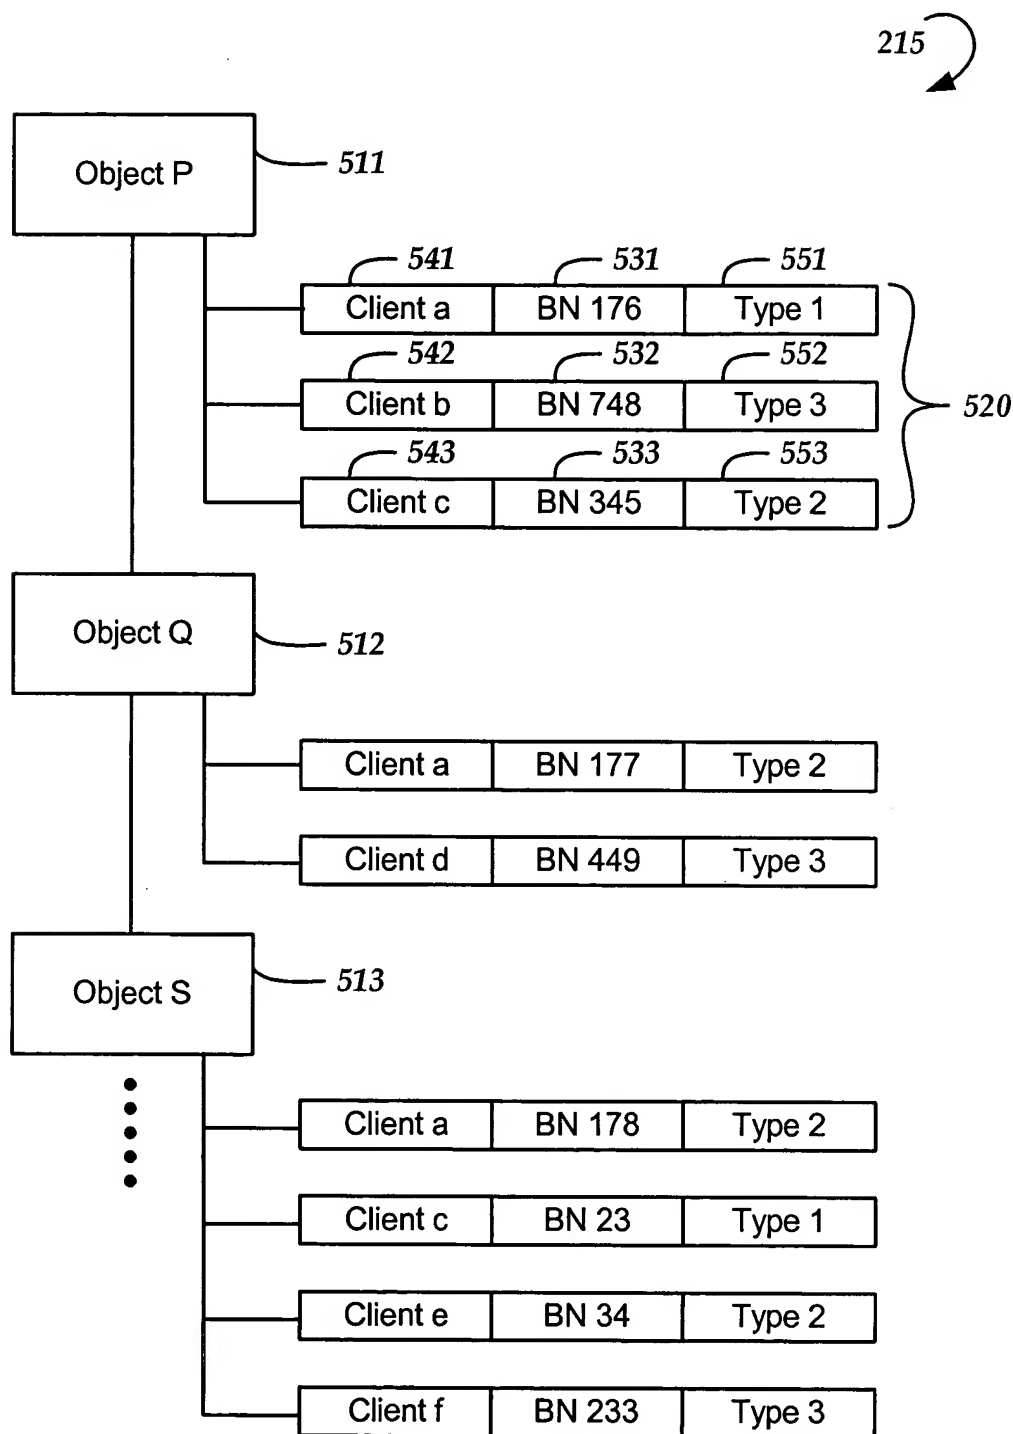 215
Object P
511
541 531 551
Client a BN 176 Type 1
542 532 552
Client b BN 748 Type 3
520
543 533 553
Client c BN 345 Type 2
Object Q
512
Client a BN 177 Type 2
Client d BN 449 Type 3
Object S
513
Client a BN 178 Type 2
Client c BN 23 Type 1
Client e BN 34 Type 2
Client f BN 233 Type 3